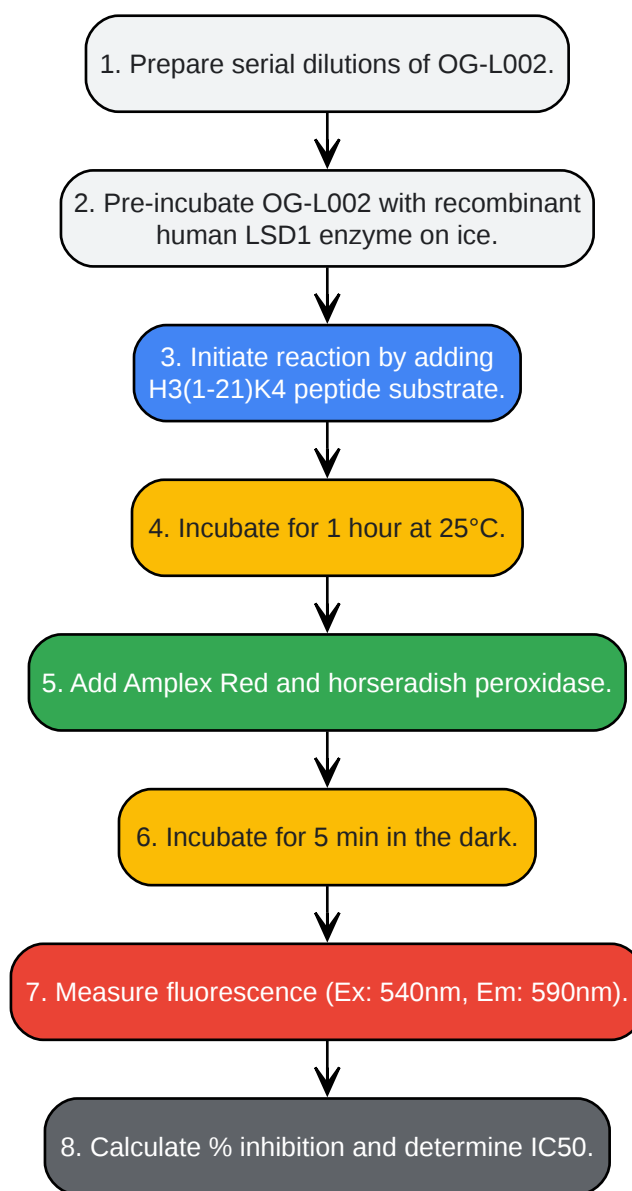 1. Prepare serial dilutions of OG-L002.
2. Pre-incubate OG-L002 with recombinant
human LSD1 enzyme on ice.
3. Initiate reaction by adding
H3(1-21)K4 peptide substrate.
4. Incubate for 1 hour at 25°C.
5. Add Amplex Red and horseradish peroxidase.
6. Incubate for 5 min in the dark.
7. Measure fluorescence (Ex: 540nm, Em: 590nm).
8. Calculate % inhibition and determine IC50.